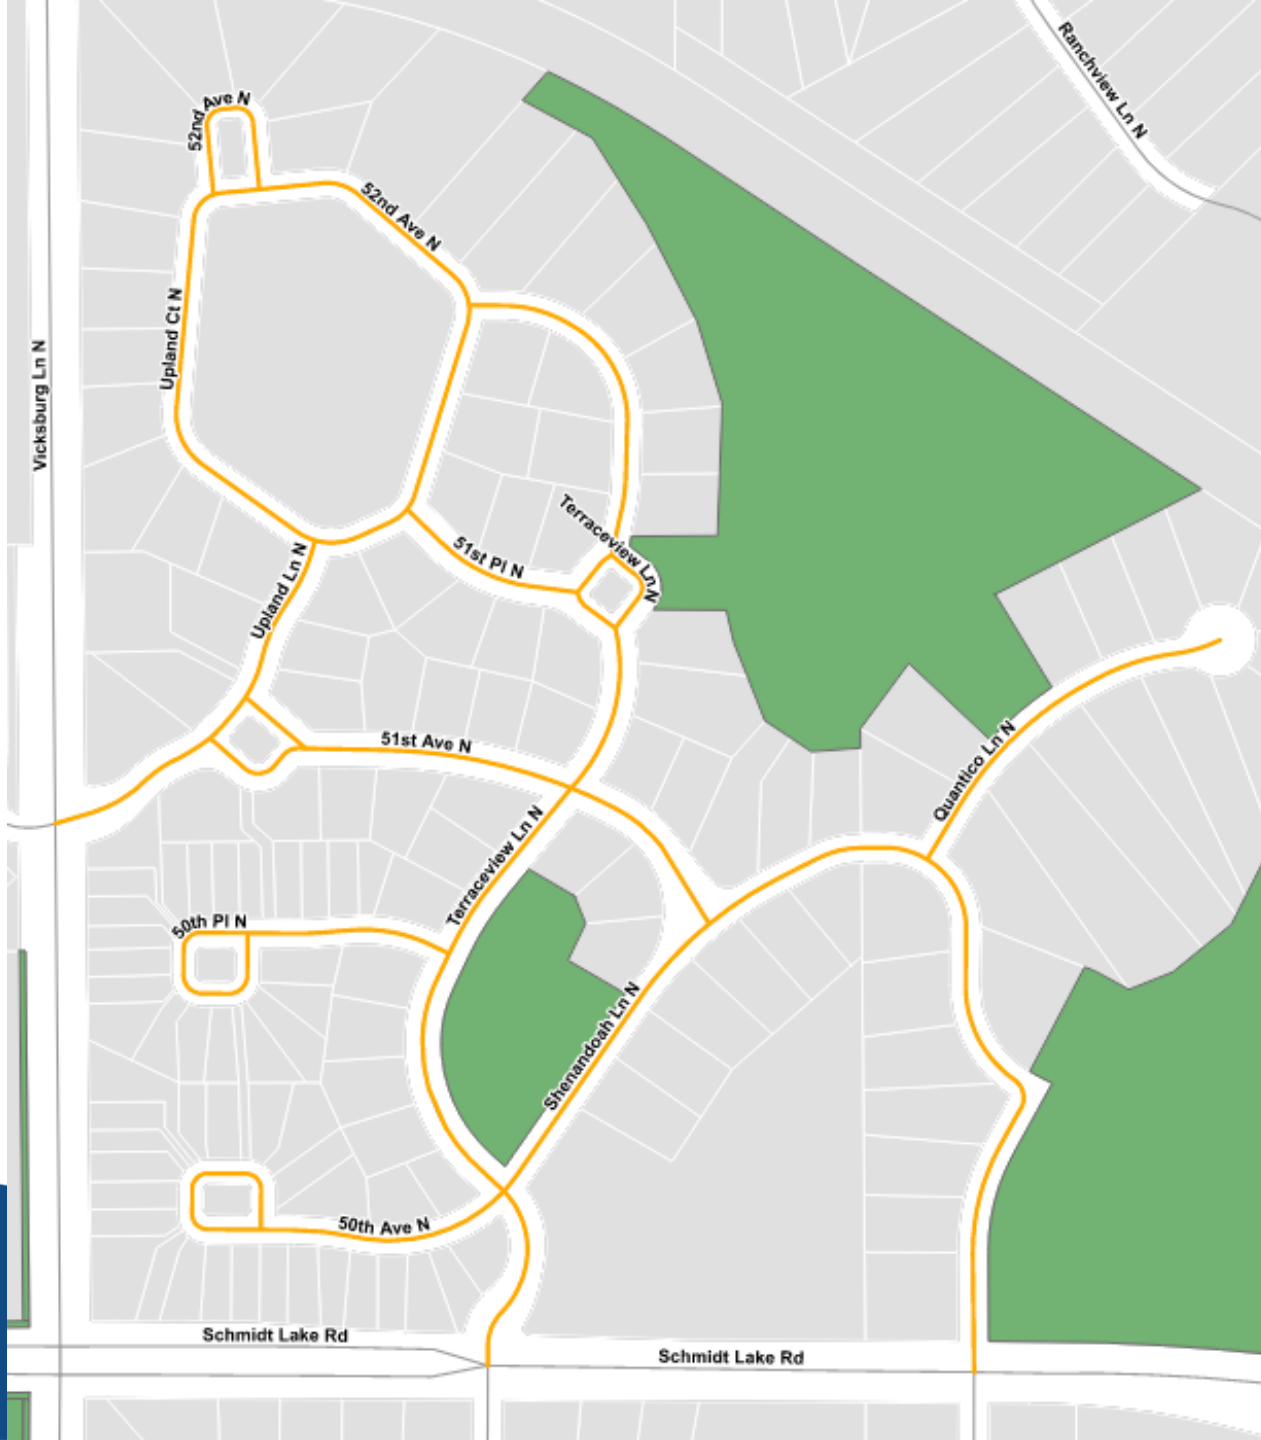 Ranchview Ln N
52nd Ave N
52nd Ave N
Upland Ct N
Vicksburg Ln N
Terraceview Ln N
51st Pl N
Upland Ln N
51st Ave N
Quantico Ln N
Terraceview Ln N
50th Pl N
Shenandoah Ln N
50th Ave N
Schmidt Lake Rd
Schmidt Lake Rd